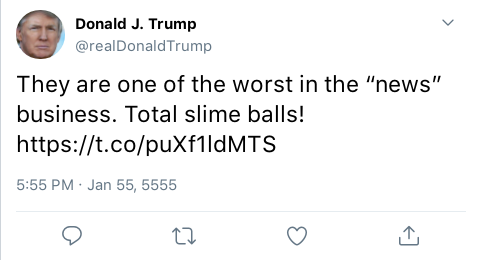 Donald J. Trump
@realDonaldTrump
They are one of the worst in the “news”
business. Total slime balls!
https://t.co/puXf1ldMTS
5:55 PM · Jan 55, 5555